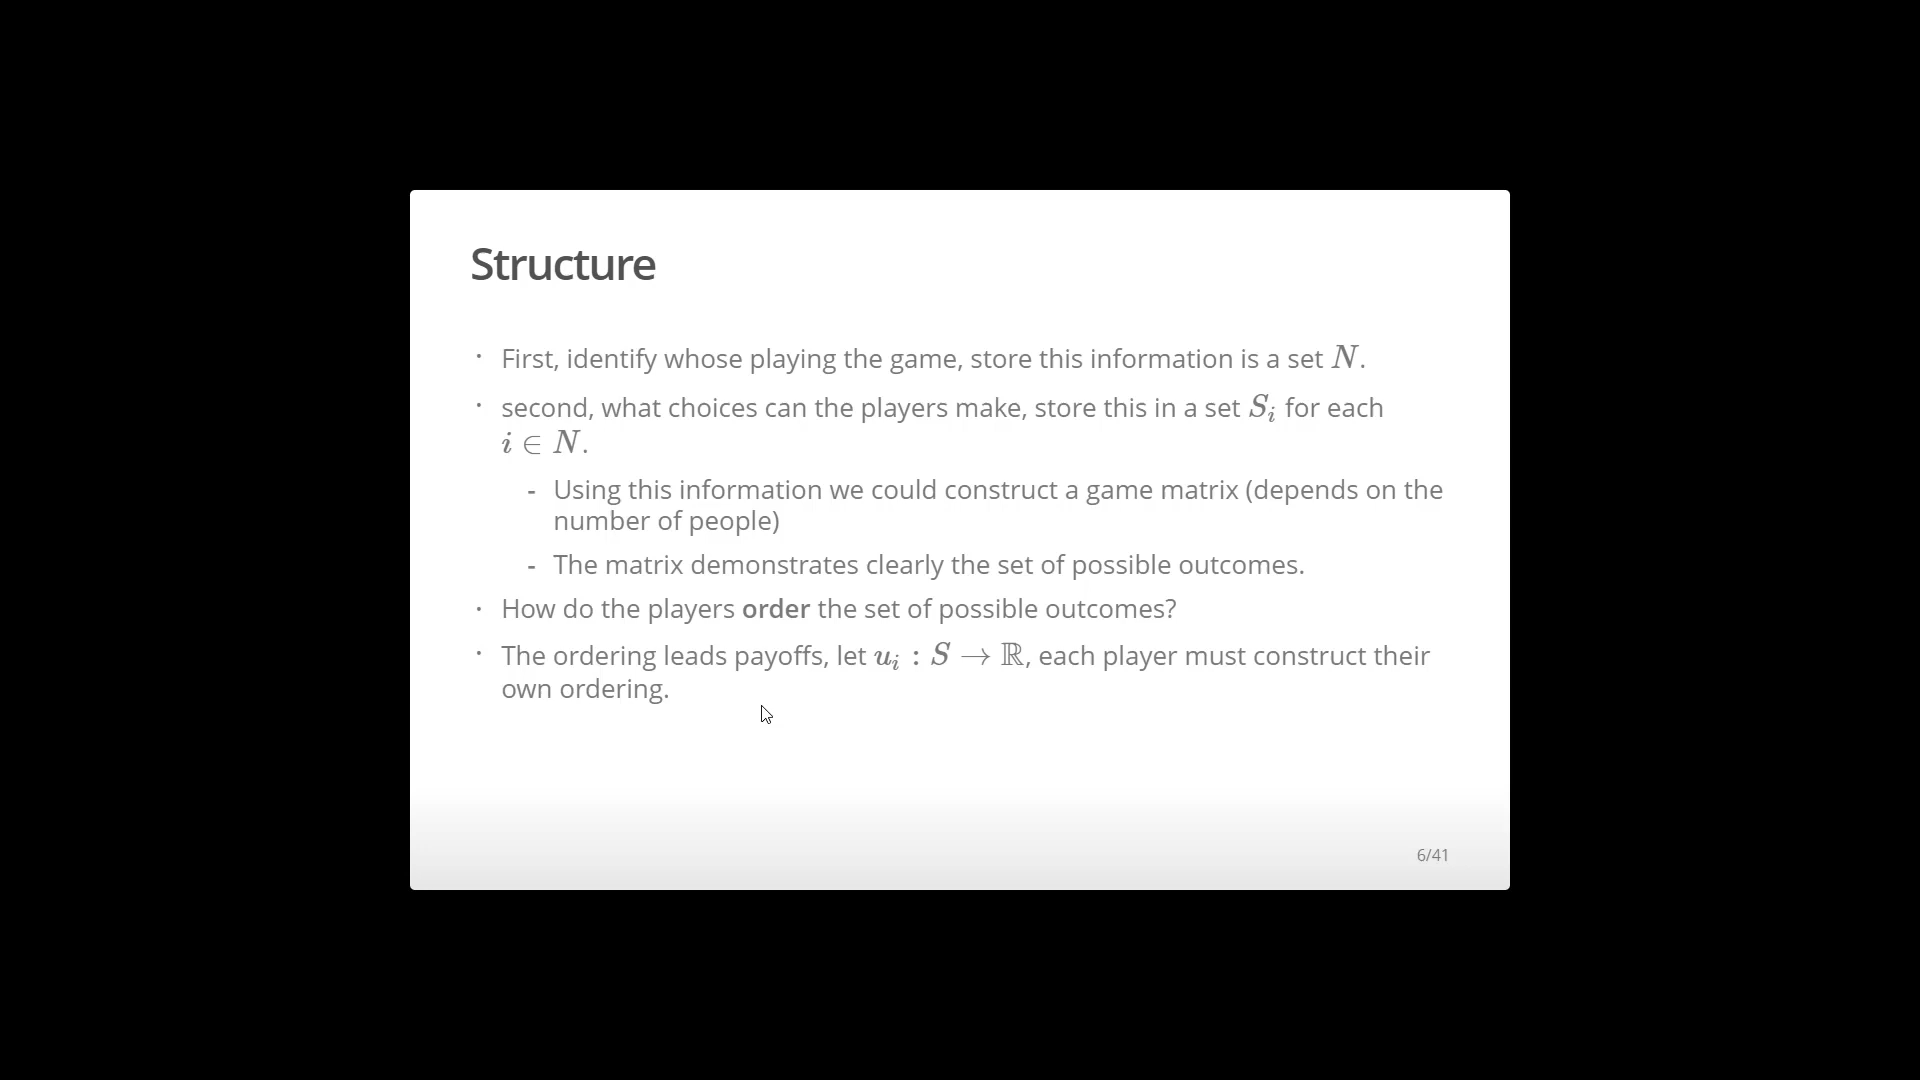 Structure
· First, identify whose playing the game, store this information is a set N.
· second, what choices can the players make, store this in a set Sᵢ for each
i ∈ N.
- Using this information we could construct a game matrix (depends on the
number of people)
- The matrix demonstrates clearly the set of possible outcomes.
· How do the players order the set of possible outcomes?
· The ordering leads payoffs, let uᵢ : S → ℝ, each player must construct their
own ordering.
6/41